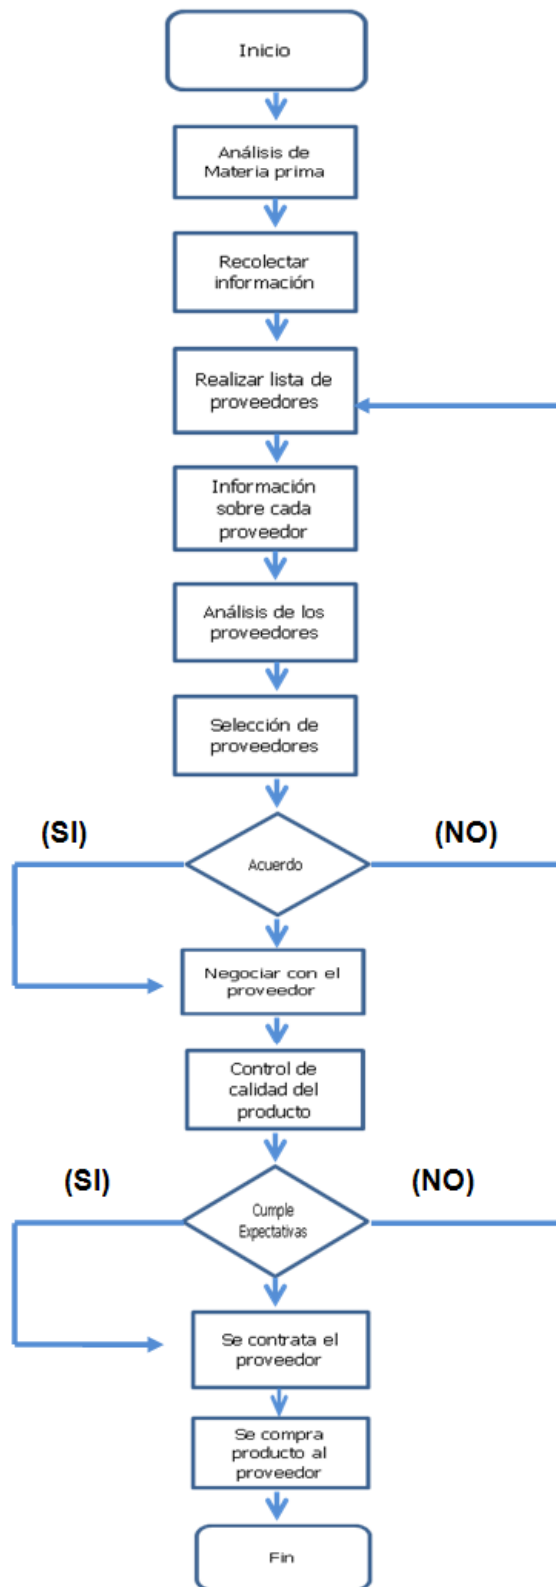 Inicio
Análisis de
Materia prima
Recolectar
información
Realizar lista de
proveedores
Información
sobre cada
proveedor
Análisis de los
proveedores
Selección de
proveedores
(SI)
(NO)
Acuerdo
Negociar con el
proveedor
Control de
calidad del
producto
(SI)
(NO)
Cumple
Expectativas
Se contrata el
proveedor
Se compra
producto al
proveedor
Fin